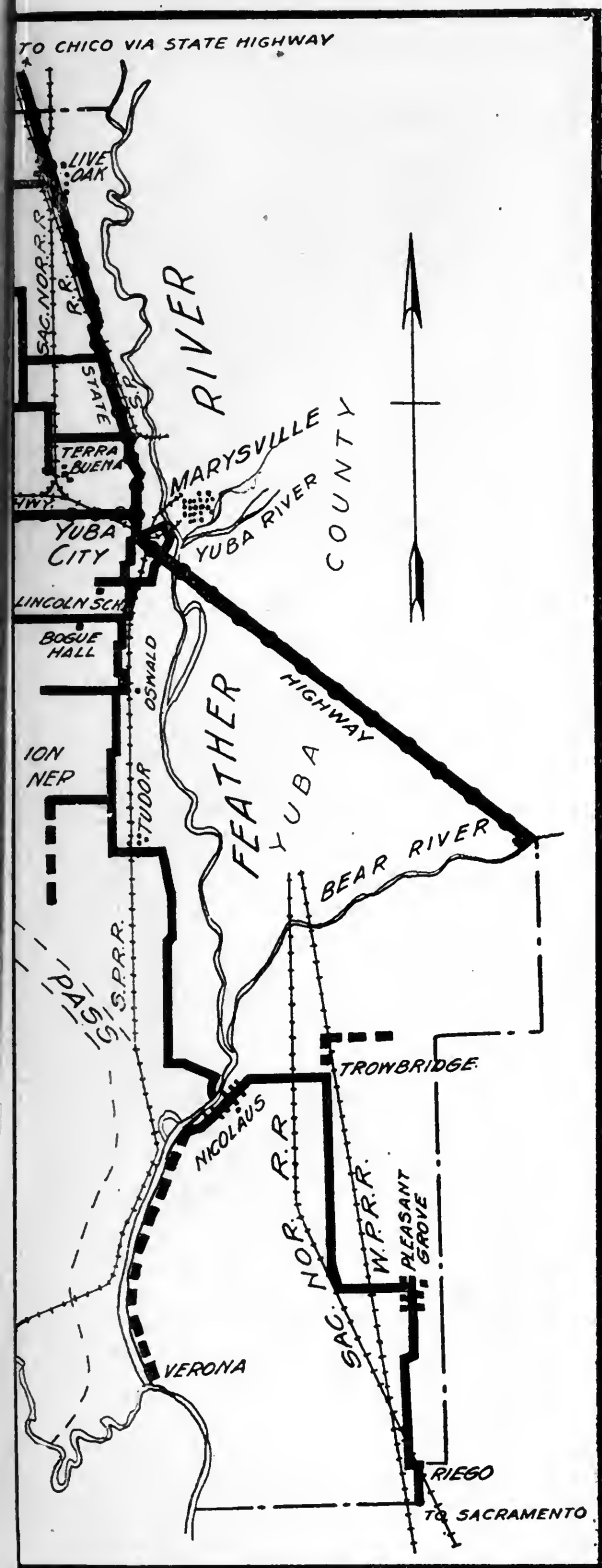 TO CHICO VIA STATE HIGHWAY
LIVE
OAK
SAC. NOR. R. R.
R. R.
STATE
S. P.
RIVER
MARYSVILLE
TERRA
BUENA
HWY.
YUBA
CITY
YUBA RIVER
COUNTY
LINCOLN SCH.
BOGUE
HALL
OSWALD
HIGHWAY
FEATHER
YUBA
ION
NER
TUDOR
BEAR RIVER
S. P. R. R.
PASS
TROWBRIDGE
NICOLAUS
SAC. NOR. R. R
W. P. R. R.
PLEASANT
GROVE
VERONA
RIEGO
TO SACRAMENTO